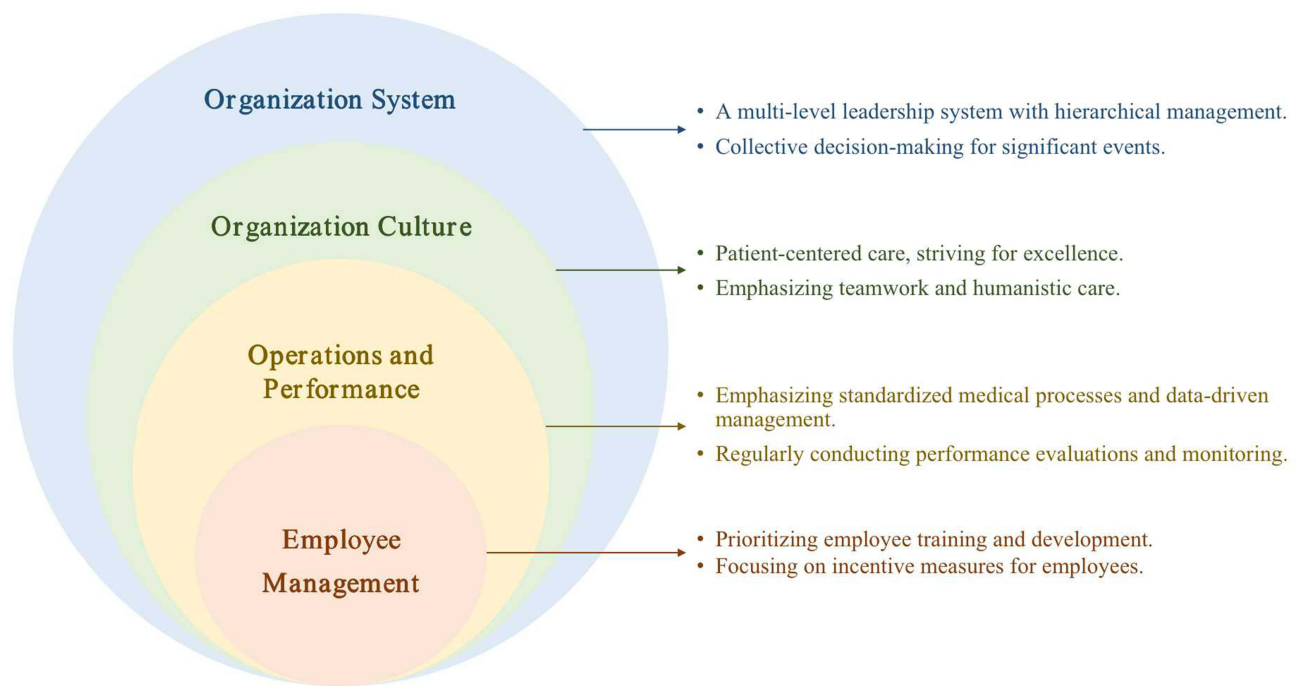 Organization System
• A multi-level leadership system with hierarchical management.
• Collective decision-making for significant events.
Organization Culture
• Patient-centered care, striving for excellence.
• Emphasizing teamwork and humanistic care.
Operations and
Performance
• Emphasizing standardized medical processes and data-driven
management.
• Regularly conducting performance evaluations and monitoring.
Employee
Management
• Prioritizing employee training and development.
• Focusing on incentive measures for employees.